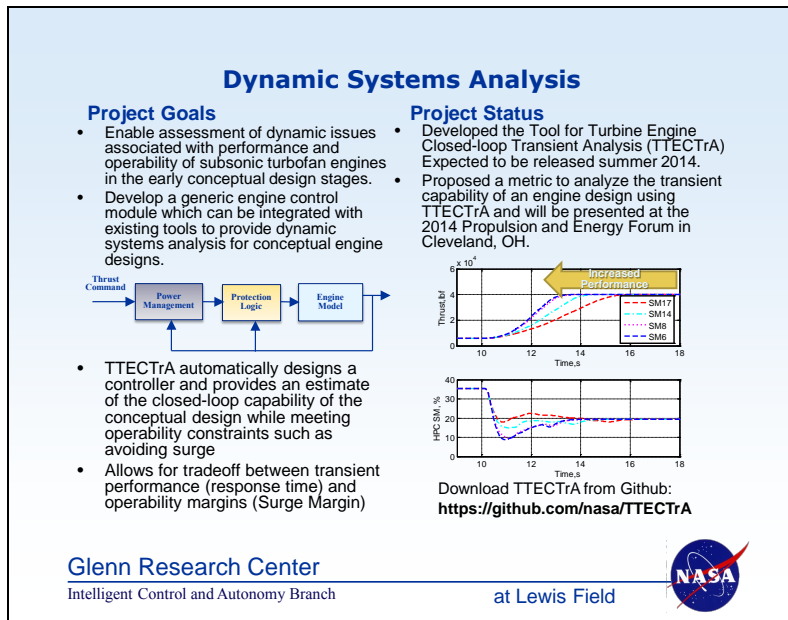 Dynamic Systems Analysis
Project Goals
• Enable assessment of dynamic issues
associated with performance and
operability of subsonic turbofan engines
in the early conceptual design stages.
• Develop a generic engine control
module which can be integrated with
existing tools to provide dynamic
systems analysis for conceptual engine
designs.
Thrust
Command
Power
Management
Protection
Logic
Engine
Model
• TTECTrA automatically designs a
controller and provides an estimate
of the closed-loop capability of the
conceptual design while meeting
operability constraints such as
avoiding surge
• Allows for tradeoff between transient
performance (response time) and
operability margins (Surge Margin)
Project Status
• Developed the Tool for Turbine Engine
Closed-loop Transient Analysis (TTECTrA)
Expected to be released summer 2014.
• Proposed a metric to analyze the transient
capability of an engine design using
TTECTrA and will be presented at the
2014 Propulsion and Energy Forum in
Cleveland, OH.
x 10⁴
Increased
Performance
6
4
2
0
Thrust,lbf
SM17
SM14
SM8
SM6
10 12 14 16 18
Time,s
40
30
20
10
0
HPC SM, %
10 12 14 16 18
Time,s
Download TTECTrA from Github:
https://github.com/nasa/TTECTrA
Glenn Research Center
Intelligent Control and Autonomy Branch
at Lewis Field
NASA